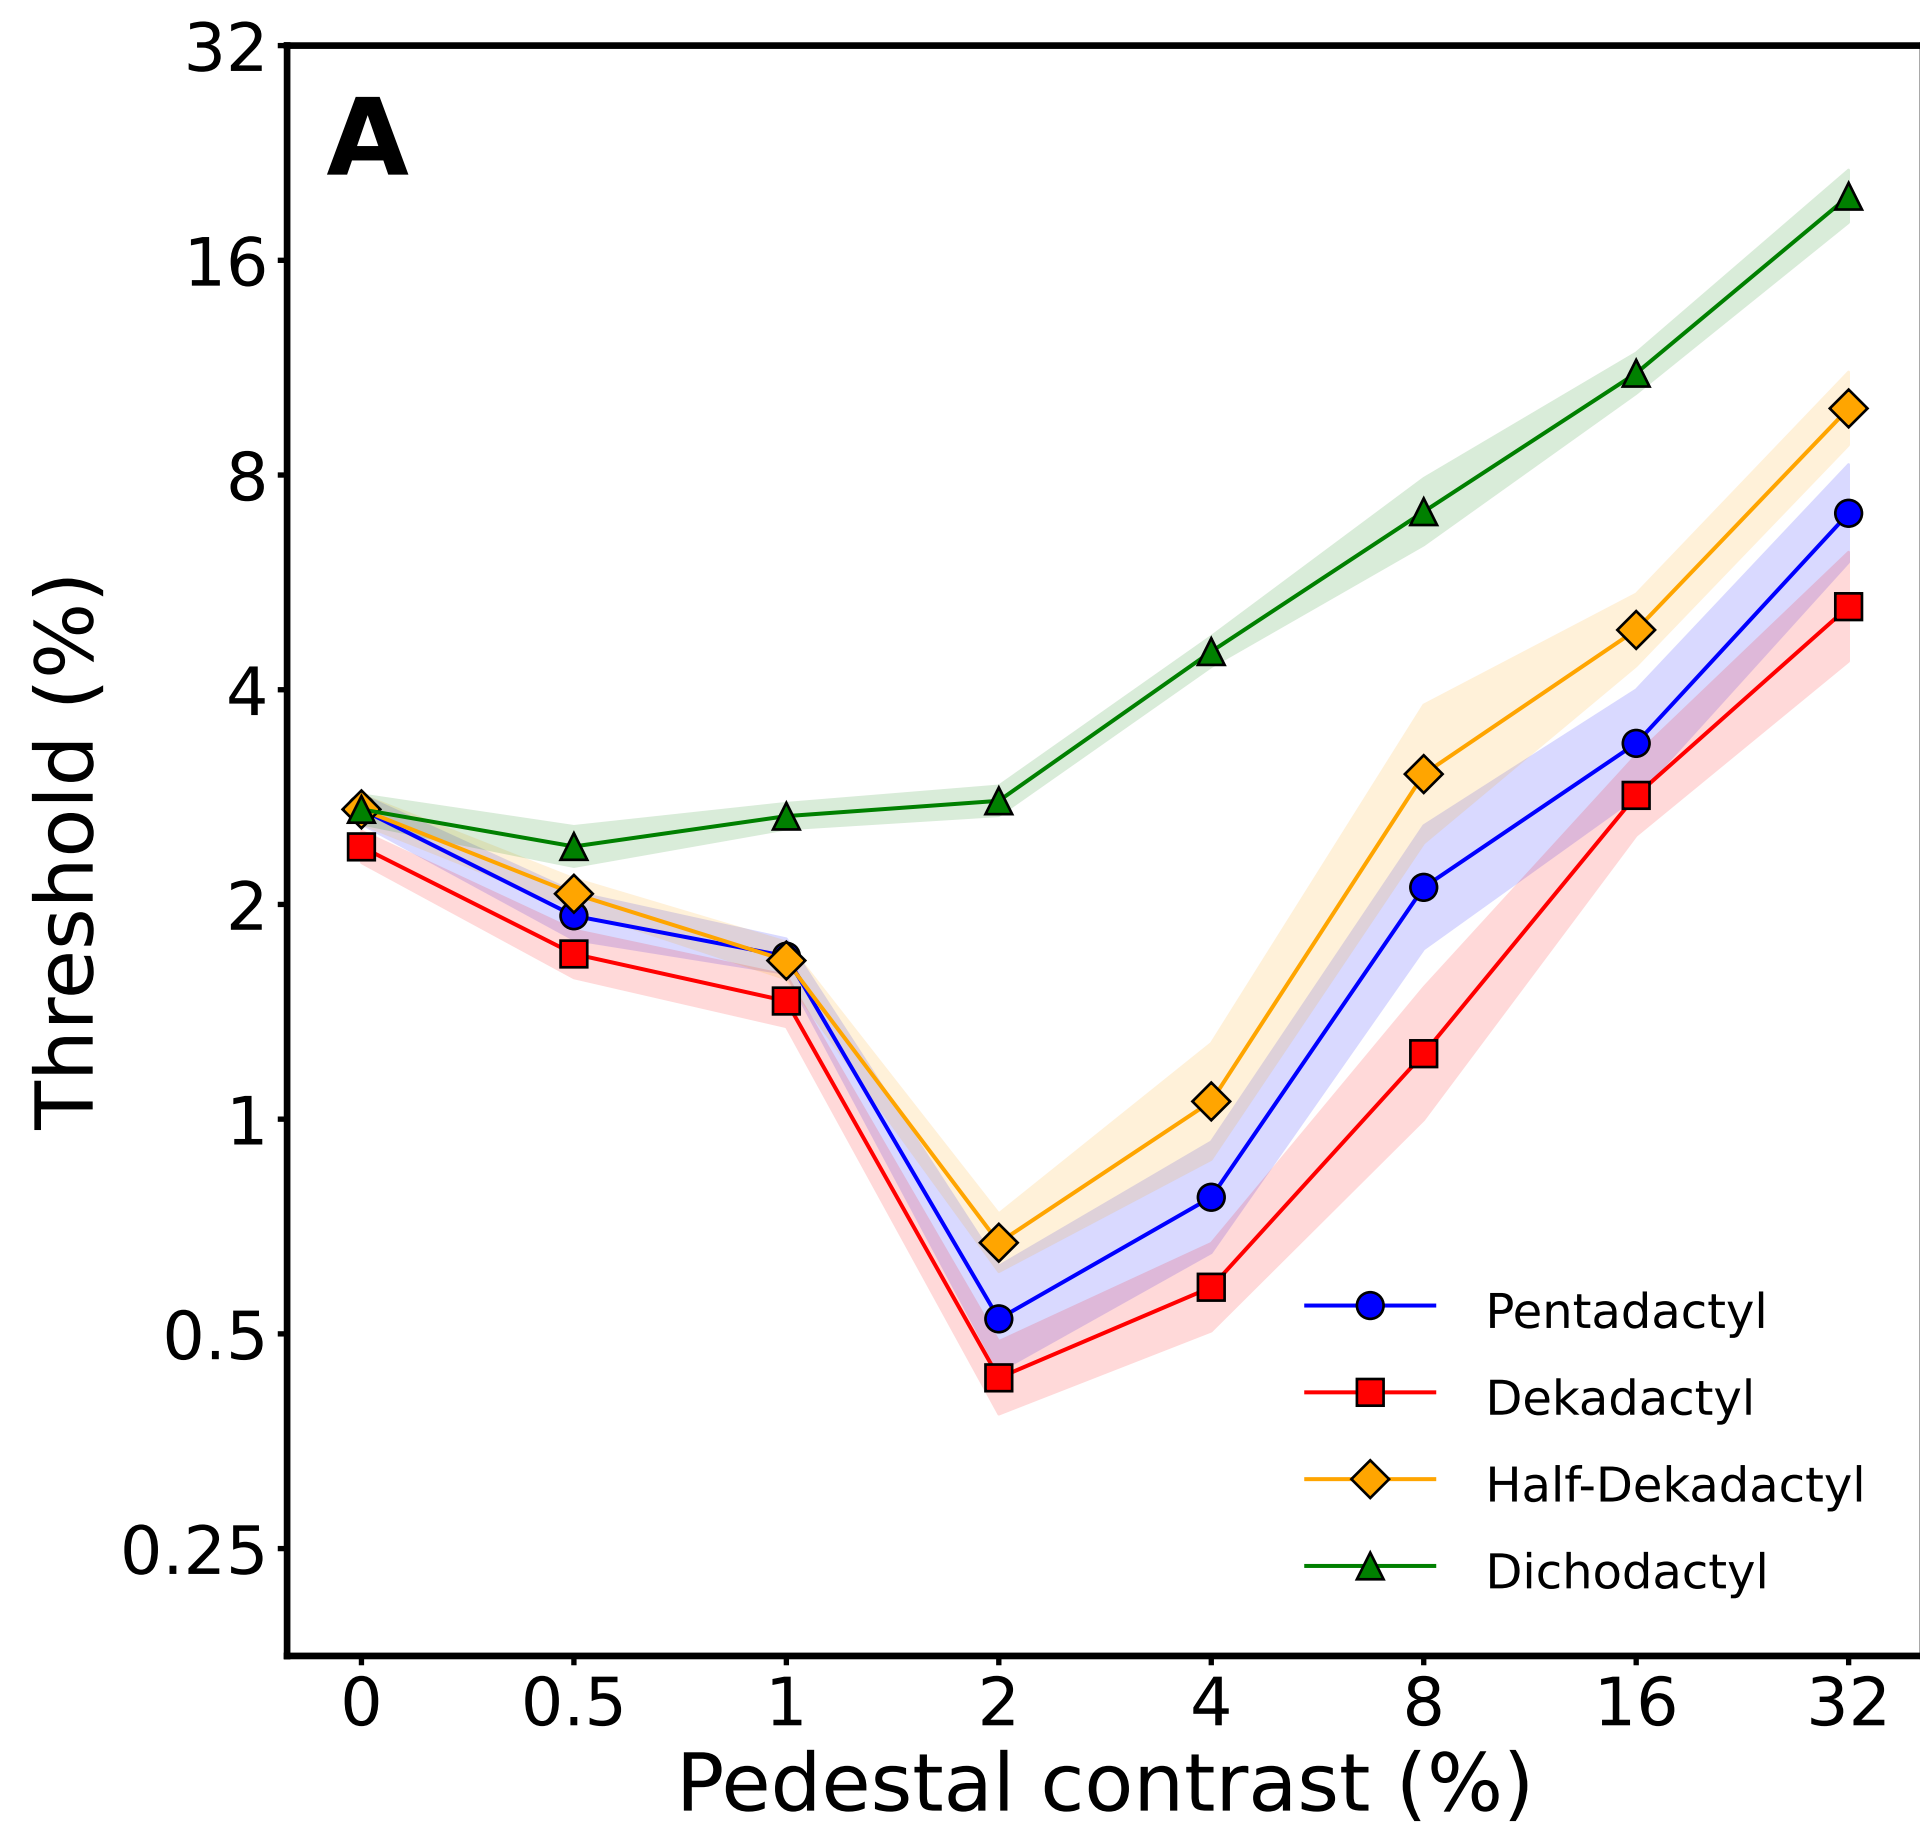 A
32
16
8
4
2
1
0.5
0.25
Threshold (%)
Pentadactyl
Dekadactyl
Half-Dekadactyl
Dichodactyl
0 0.5 1 2 4 8 16 32
Pedestal contrast (%)